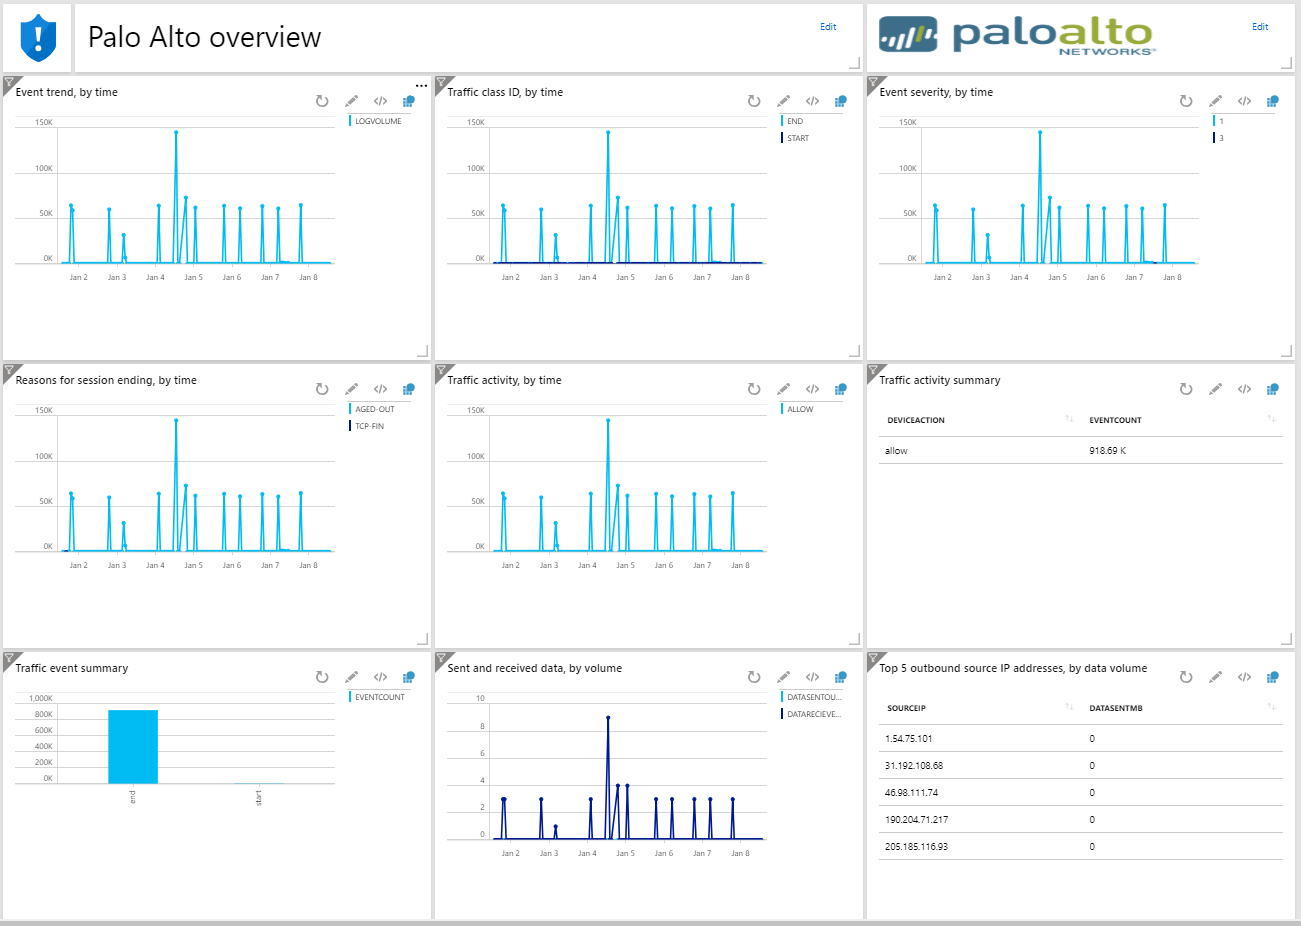 Palo Alto overview
Edit
paloalto
NETWORKS
Edit
Event trend, by time
LOGVOLUME
150K
100K
50K
0K
Jan 2 Jan 3 Jan 4 Jan 5 Jan 6 Jan 7 Jan 8
Traffic class ID, by time
END
START
150K
100K
50K
0K
Jan 2 Jan 3 Jan 4 Jan 5 Jan 6 Jan 7 Jan 8
Event severity, by time
1
3
150K
100K
50K
0K
Jan 2 Jan 3 Jan 4 Jan 5 Jan 6 Jan 7 Jan 8
Reasons for session ending, by time
AGED-OUT
TCP-FIN
150K
100K
50K
0K
Jan 2 Jan 3 Jan 4 Jan 5 Jan 6 Jan 7 Jan 8
Traffic activity, by time
ALLOW
150K
100K
50K
0K
Jan 2 Jan 3 Jan 4 Jan 5 Jan 6 Jan 7 Jan 8
Traffic activity summary
DEVICEACTION EVENTCOUNT
allow 918.69 K
Traffic event summary
EVENTCOUNT
1,000K
800K
600K
400K
200K
0K
end start
Sent and received data, by volume
DATASENTOU...
DATARECIEVE...
10
8
6
4
2
0
Jan 2 Jan 3 Jan 4 Jan 5 Jan 6 Jan 7 Jan 8
Top 5 outbound source IP addresses, by data volume
SOURCEIP DATASENTMB
1.54.75.101 0
31.192.108.68 0
46.98.111.74 0
190.204.71.217 0
205.185.116.93 0